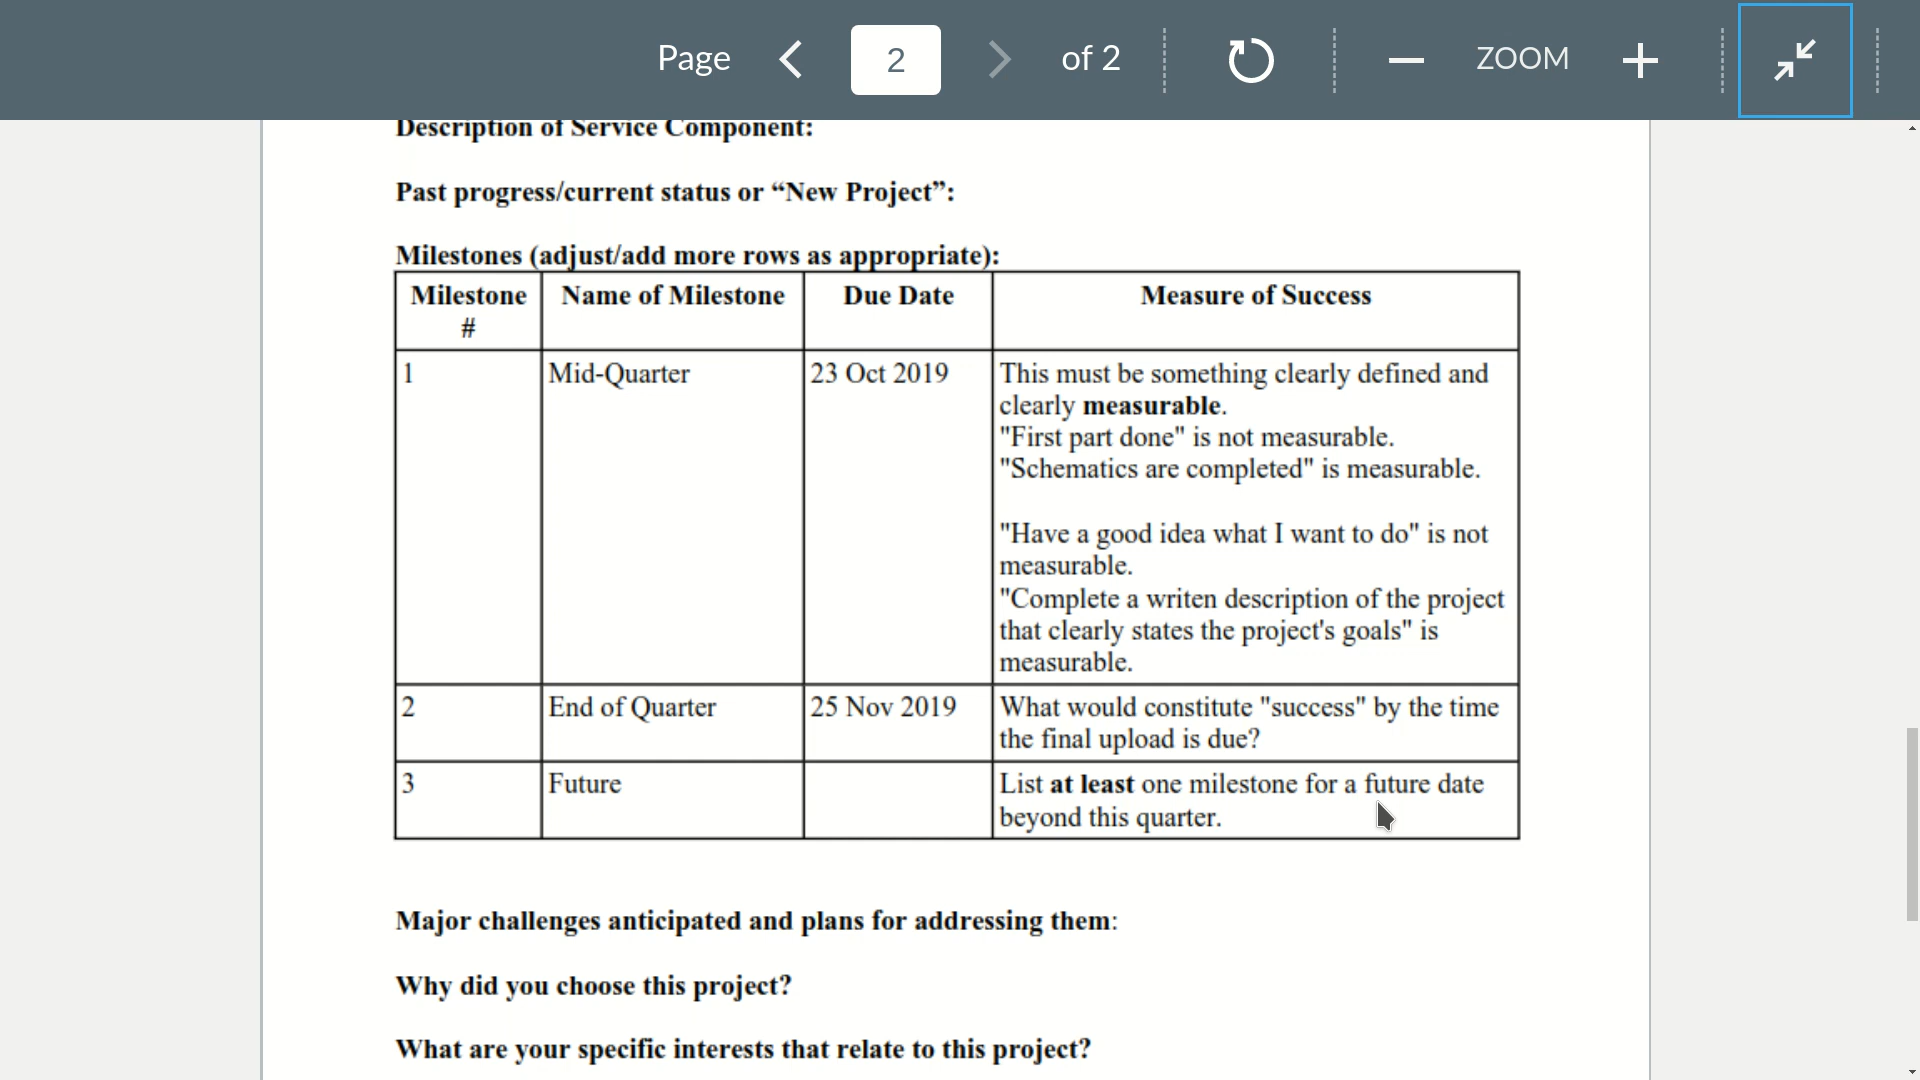 Page 2 of 2 ZOOM
Description of Service Component:
Past progress/current status or “New Project”:
Milestones (adjust/add more rows as appropriate):
Milestone # Name of Milestone Due Date Measure of Success
1 Mid-Quarter 23 Oct 2019 This must be something clearly defined and
clearly measurable.
"First part done" is not measurable.
"Schematics are completed" is measurable.
"Have a good idea what I want to do" is not
measurable.
"Complete a writen description of the project
that clearly states the project's goals" is
measurable.
2 End of Quarter 25 Nov 2019 What would constitute "success" by the time
the final upload is due?
3 Future List at least one milestone for a future date
beyond this quarter.
Major challenges anticipated and plans for addressing them:
Why did you choose this project?
What are your specific interests that relate to this project?